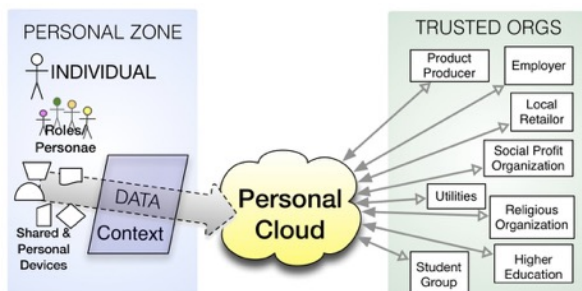 PERSONAL ZONE
INDIVIDUAL
Roles/
Personae
DATA
Context
Shared &
Personal
Devices
Personal
Cloud
TRUSTED ORGS
Product
Producer
Employer
Local
Retailor
Social Profit
Organization
Utilities
Religious
Organization
Higher
Education
Student
Group